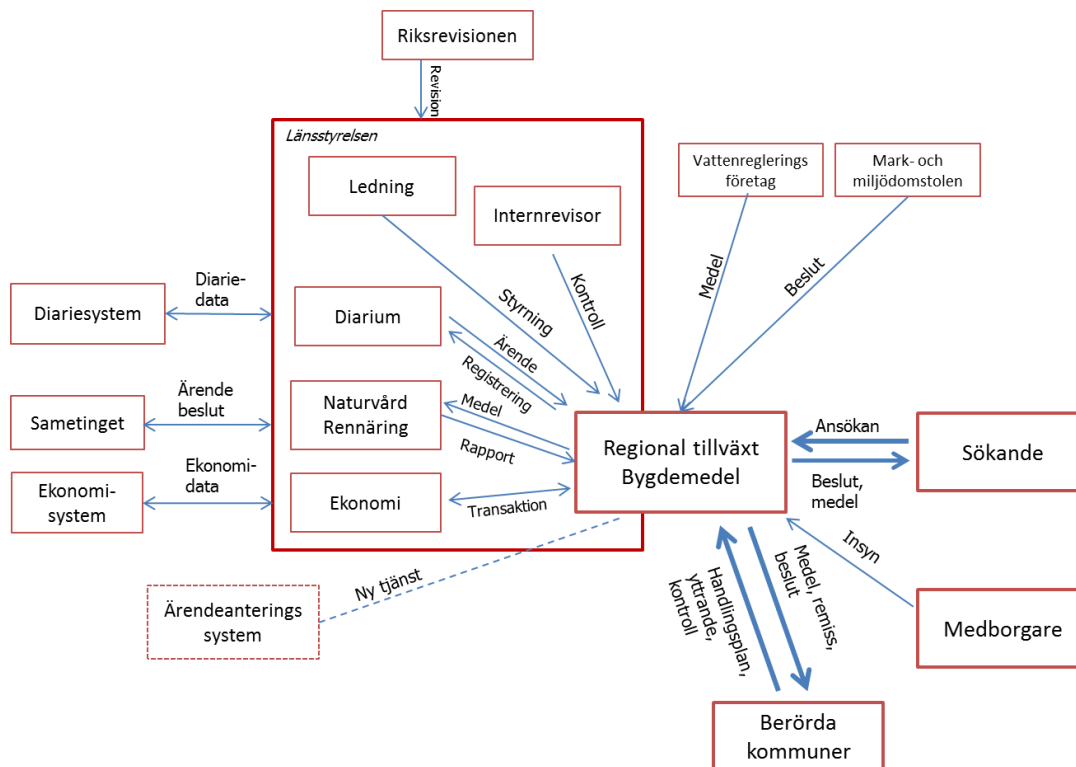 Riksrevisionen
Revision
Länsstyrelsen
Ledning
Internrevisor
Vattenreglerings
företag
Mark- och
miljödomstolen
Medel
Beslut
Kontroll
Styrning
Diarie-
data
Diariesystem
Diarium
Ärende
Registrering
Ärende
beslut
Sametinget
Naturvård
Rennäring
Medel
Rapport
Regional tillväxt
Bygdemedel
Ansökan
Beslut,
medel
Sökande
Ekonomi-
data
Ekonomi-
system
Ekonomi
Transaktion
Insyn
Ny tjänst
Ärendeanterings
system
Handlingsplan,
yttrande,
kontroll
Medel, remiss,
beslut
Medborgare
Berörda
kommuner